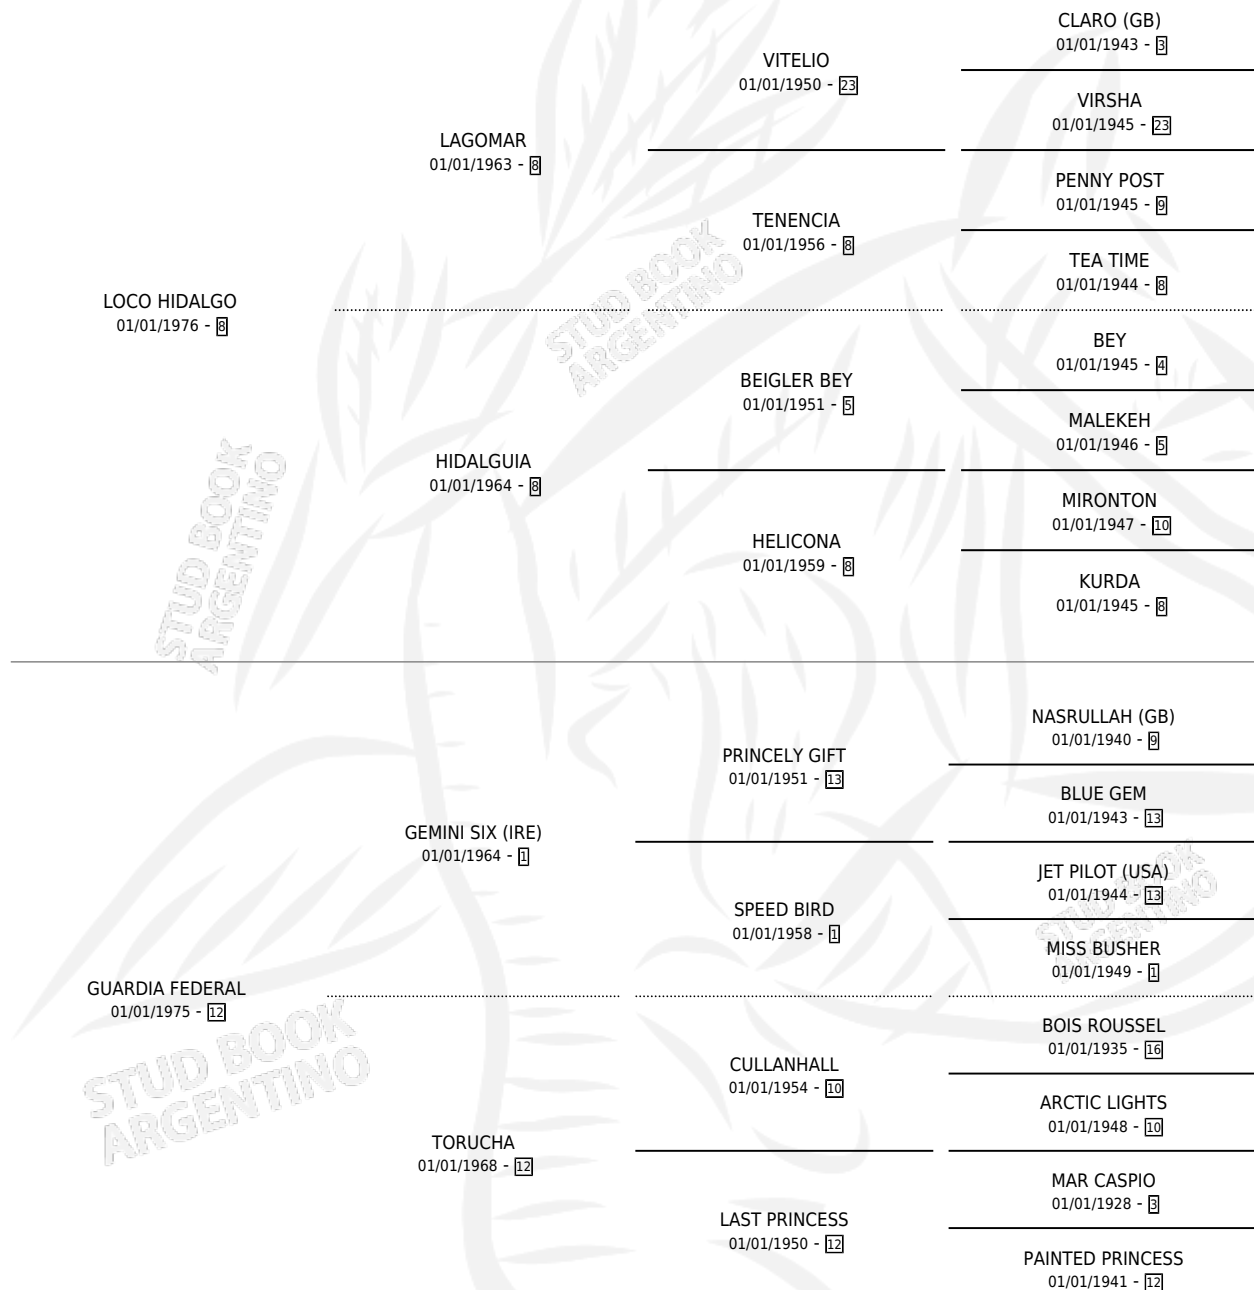 CLARO (GB)
01/01/1943 - 3
VITELIO
01/01/1950 - 23
VIRSHA
01/01/1945 - 23
LAGOMAR
01/01/1963 - 8
PENNY POST
01/01/1945 - 9
TENENCIA
01/01/1956 - 8
TEA TIME
01/01/1944 - 8
LOCO HIDALGO
01/01/1976 - 8
STUD BOOK
ARGENTINO
BEY
01/01/1945 - 4
BEIGLER BEY
01/01/1951 - 5
MALEKEH
01/01/1946 - 5
HIDALGUIA
01/01/1964 - 8
MIRONTON
01/01/1947 - 10
HELICONA
01/01/1959 - 8
KURDA
01/01/1945 - 8
STUD BOOK
ARGENTINO
NASRULLAH (GB)
01/01/1940 - 9
PRINCELY GIFT
01/01/1951 - 13
BLUE GEM
01/01/1943 - 13
GEMINI SIX (IRE)
01/01/1964 - 1
JET PILOT (USA)
01/01/1944 - 13
SPEED BIRD
01/01/1958 - 1
MISS BUSHER
01/01/1949 - 1
STUD BOOK
ARGENTINO
GUARDIA FEDERAL
01/01/1975 - 12
BOIS ROUSSEL
01/01/1935 - 16
CULLANHALL
01/01/1954 - 10
ARCTIC LIGHTS
01/01/1948 - 10
STUD BOOK
ARGENTINO
TORUCHA
01/01/1968 - 12
MAR CASPIO
01/01/1928 - 3
LAST PRINCESS
01/01/1950 - 12
PAINTED PRINCESS
01/01/1941 - 12